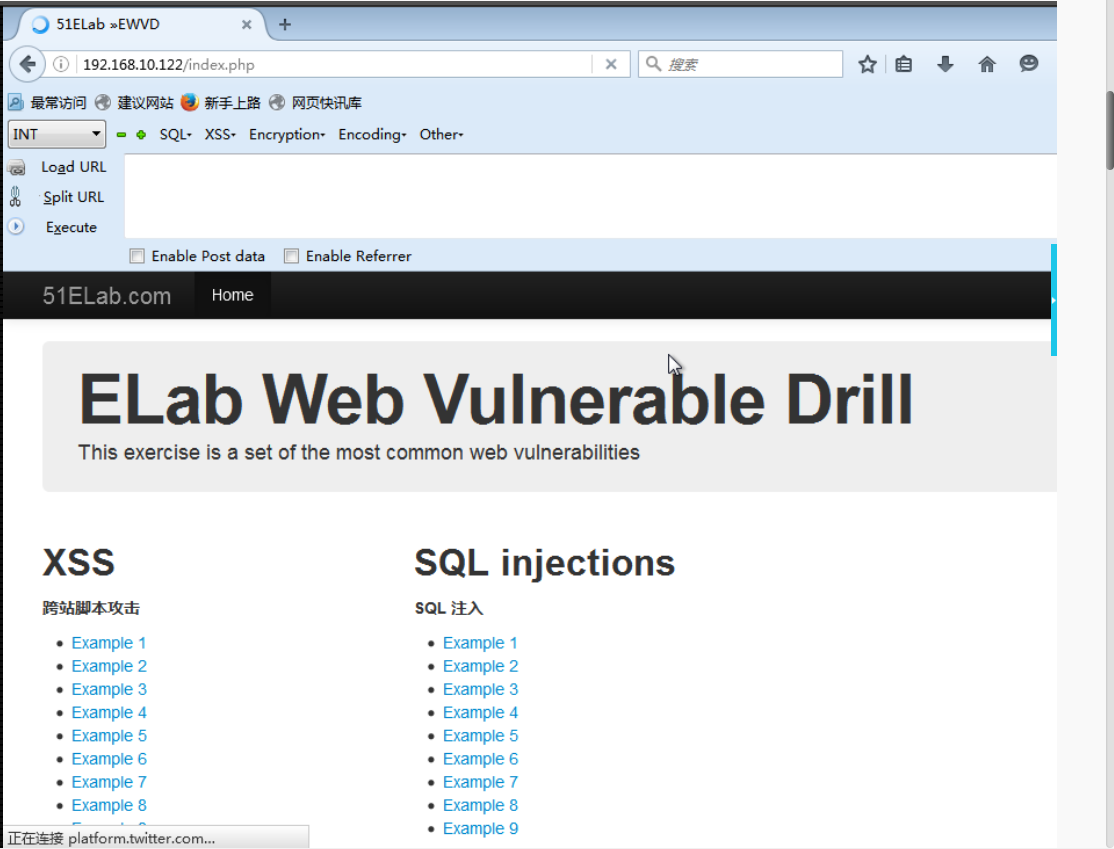 51ELab »EWVD
192.168.10.122/index.php
搜索
最常访问 建议网站 新手上路 网页快讯库
INT SQL XSS Encryption Encoding Other
Load URL
Split URL
Execute
Enable Post data Enable Referrer
51ELab.com Home
ELab Web Vulnerable Drill
This exercise is a set of the most common web vulnerabilities
XSS
跨站脚本攻击
Example 1
Example 2
Example 3
Example 4
Example 5
Example 6
Example 7
Example 8
SQL injections
SQL 注入
Example 1
Example 2
Example 3
Example 4
Example 5
Example 6
Example 7
Example 8
Example 9
正在连接 platform.twitter.com...